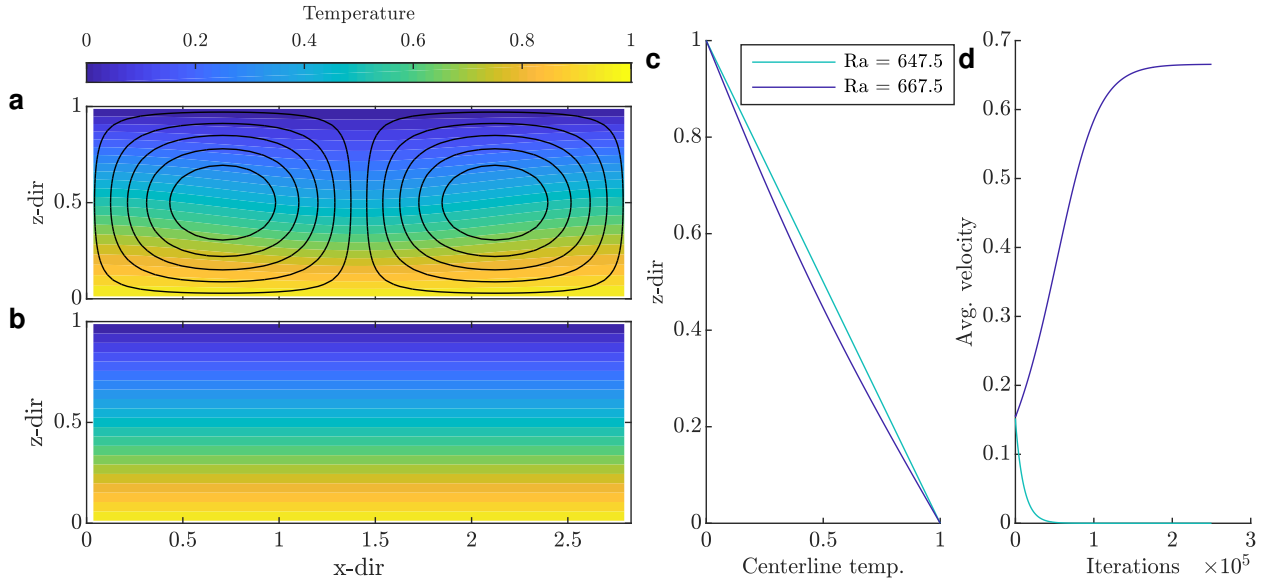 Temperature
0 0.2 0.4 0.6 0.8 1
a
1
0.5
0
z-dir
b
1
0.5
0
z-dir
0.5 1 1.5 2 2.5
x-dir
c
1
0.8
0.6
0.4
0.2
0
z-dir
Ra = 647.5
Ra = 667.5
0 0.5 1
Centerline temp.
d
0.7
0.6
0.5
0.4
0.3
0.2
0.1
0
Avg. velocity
0 1 2 3
Iterations ×10⁵